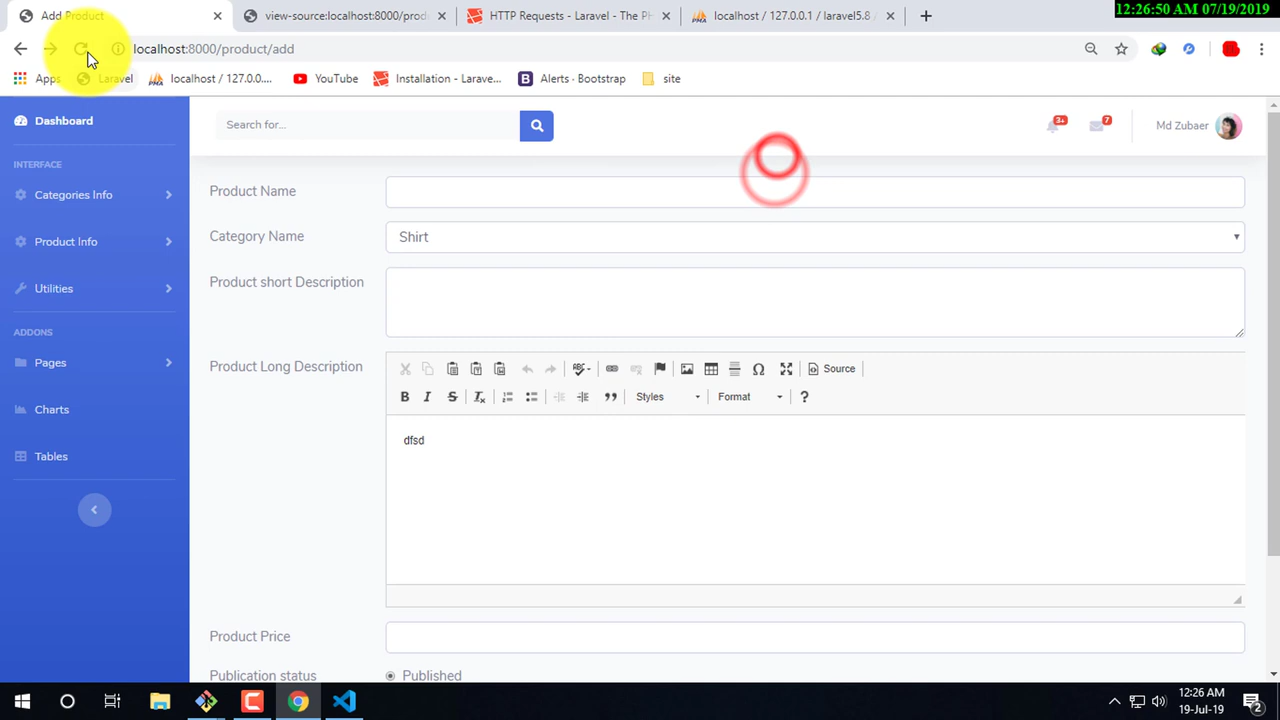 12:26:50 AM 07/19/2019
Add Product
view-source:localhost:8000/prod
HTTP Requests - Laravel - The PH
localhost / 127.0.0.1 / laravel5.8
localhost:8000/product/add
Apps
Laravel
localhost / 127.0.0....
YouTube
Installation - Larave...
Alerts · Bootstrap
site
Dashboard
Search for...
3+
7
Md Zubaer
INTERFACE
Categories Info
Product Info
Utilities
ADDONS
Pages
Charts
Tables
Product Name
Category Name
Shirt
Product short Description
Product Long Description
Source
Styles
Format
?
dfsd
Product Price
Publication status
Published
12:26 AM
19-Jul-19
2